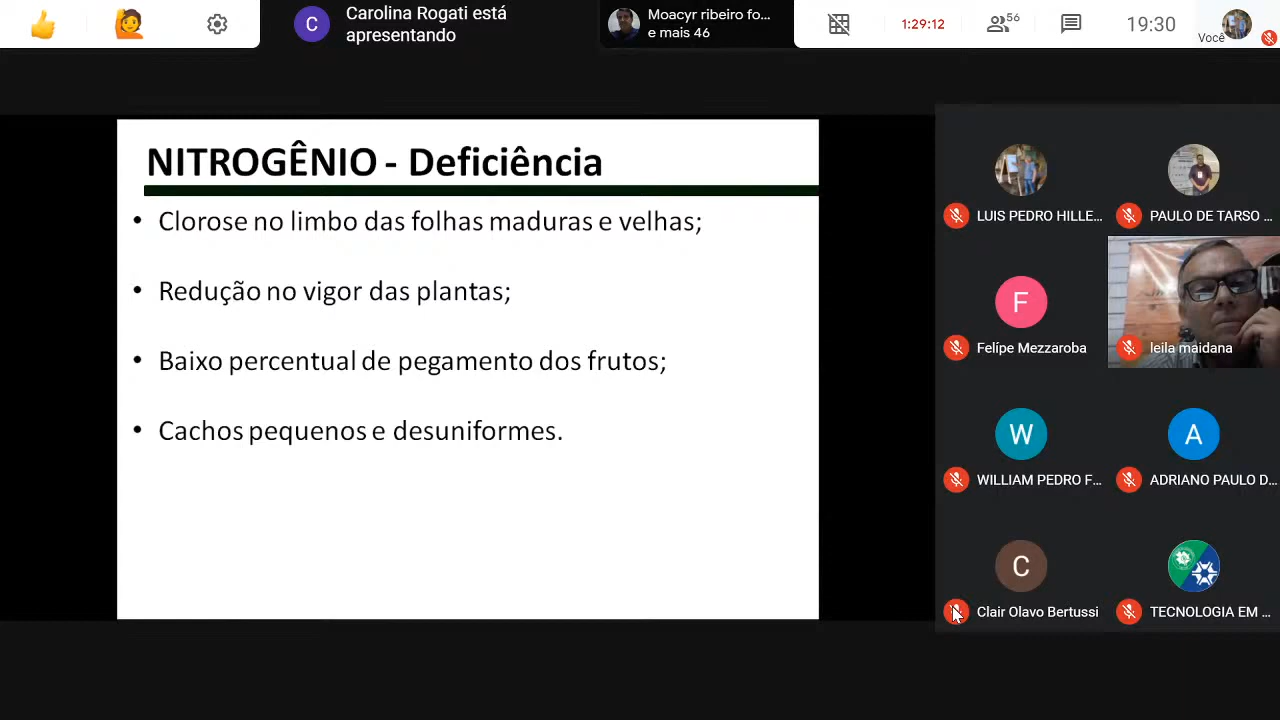 Carolina Rogati está
apresentando
C
Moacyr ribeiro fo...
e mais 46
1:29:12
56
19:30
Você
NITROGÊNIO - Deficiência
• Clorose no limbo das folhas maduras e velhas;
• Redução no vigor das plantas;
• Baixo percentual de pegamento dos frutos;
• Cachos pequenos e desuniformes.
LUIS PEDRO HILLE...
PAULO DE TARSO ...
F
Felípe Mezzaroba
leila maidana
W
WILLIAM PEDRO F...
A
ADRIANO PAULO D...
C
Clair Olavo Bertussi
TECNOLOGIA EM ...